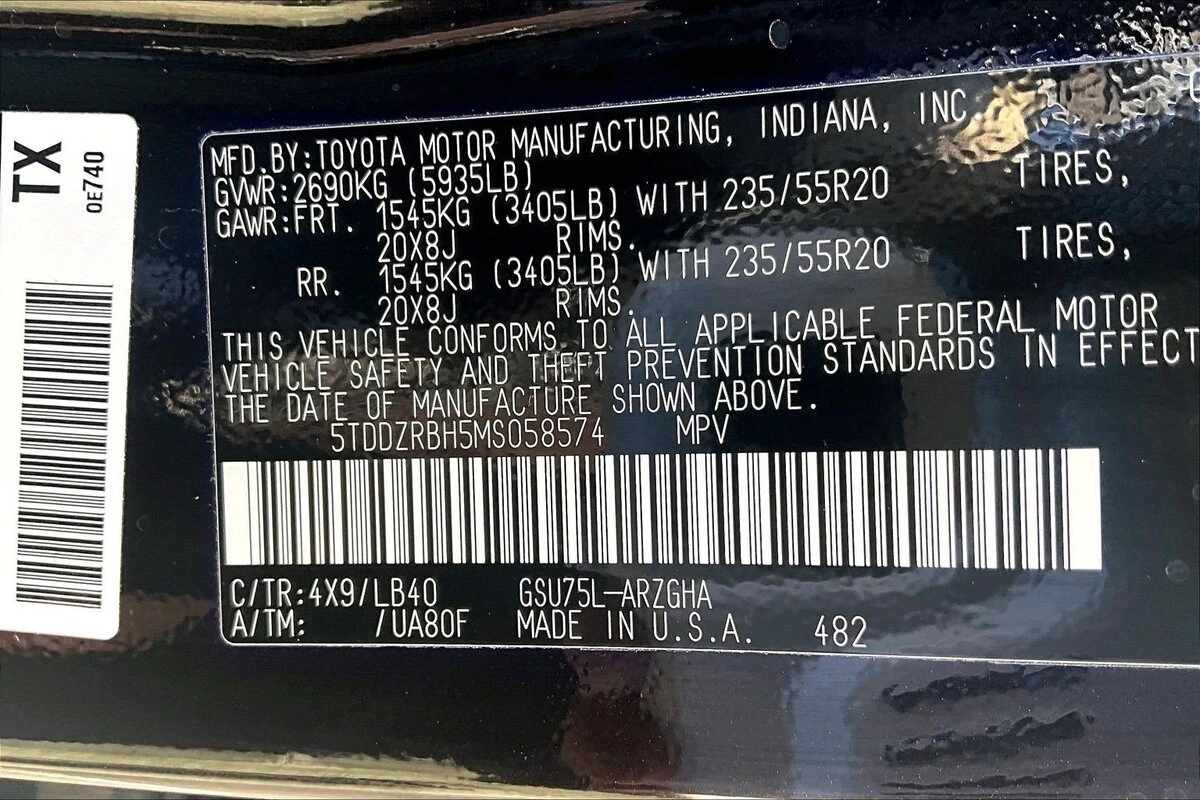 TX
0E740
MFD.BY:TOYOTA MOTOR MANUFACTURING, INDIANA, INC.
GVWR:2690KG (5935LB)
GAWR:FRT. 1545KG (3405LB) WITH 235/55R20 TIRES,
20X8J RIMS.
RR. 1545KG (3405LB) WITH 235/55R20 TIRES,
20X8J RIMS.
THIS VEHICLE CONFORMS TO ALL APPLICABLE FEDERAL MOTOR
VEHICLE SAFETY AND THEFT PREVENTION STANDARDS IN EFFECT
THE DATE OF MANUFACTURE SHOWN ABOVE.
5TDDZRBH5MS058574 MPV
C/TR:4X9/LB40 GSU75L-ARZGHA
A/TM: /UA80F MADE IN U.S.A. 482